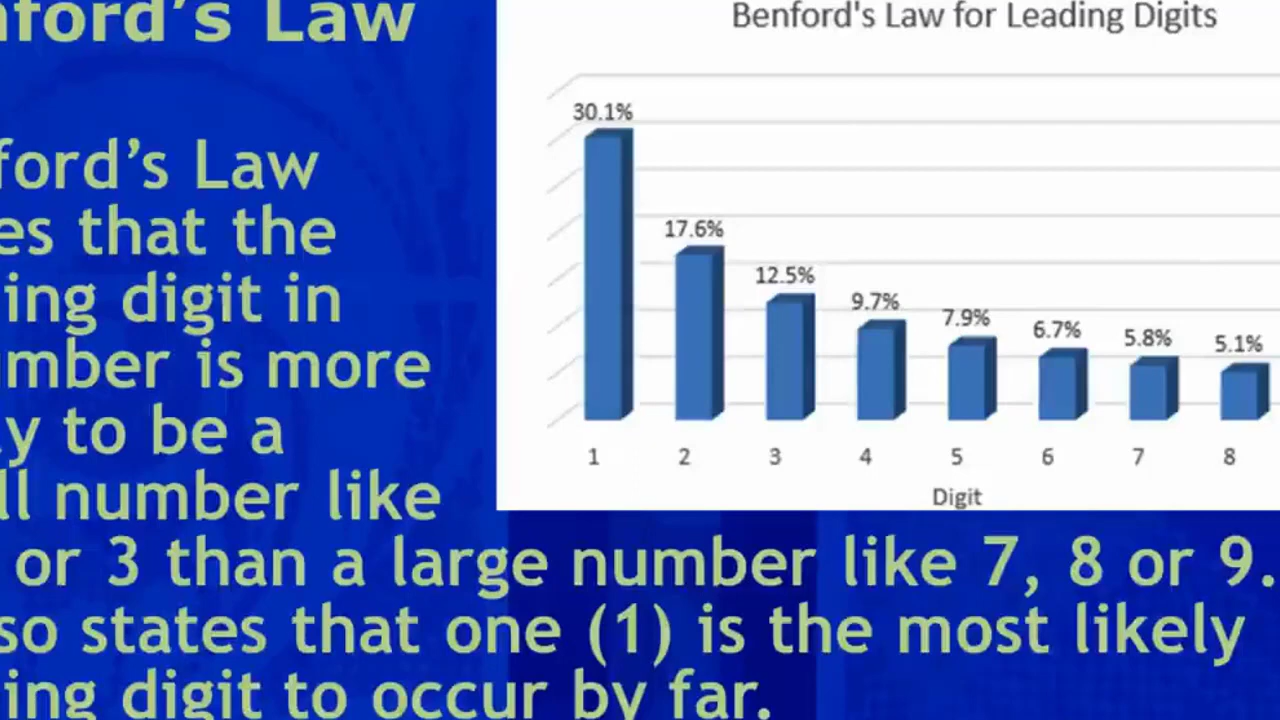 nford's Law
ford's Law
es that the
ing digit in
mber is more
y to be a
ll number like
or 3 than a large number like 7, 8 or 9.
so states that one (1) is the most likely
ing digit to occur by far.
Benford's Law for Leading Digits
30.1%
17.6%
12.5%
9.7%
7.9%
6.7%
5.8%
5.1%
1 2 3 4 5 6 7 8
Digit